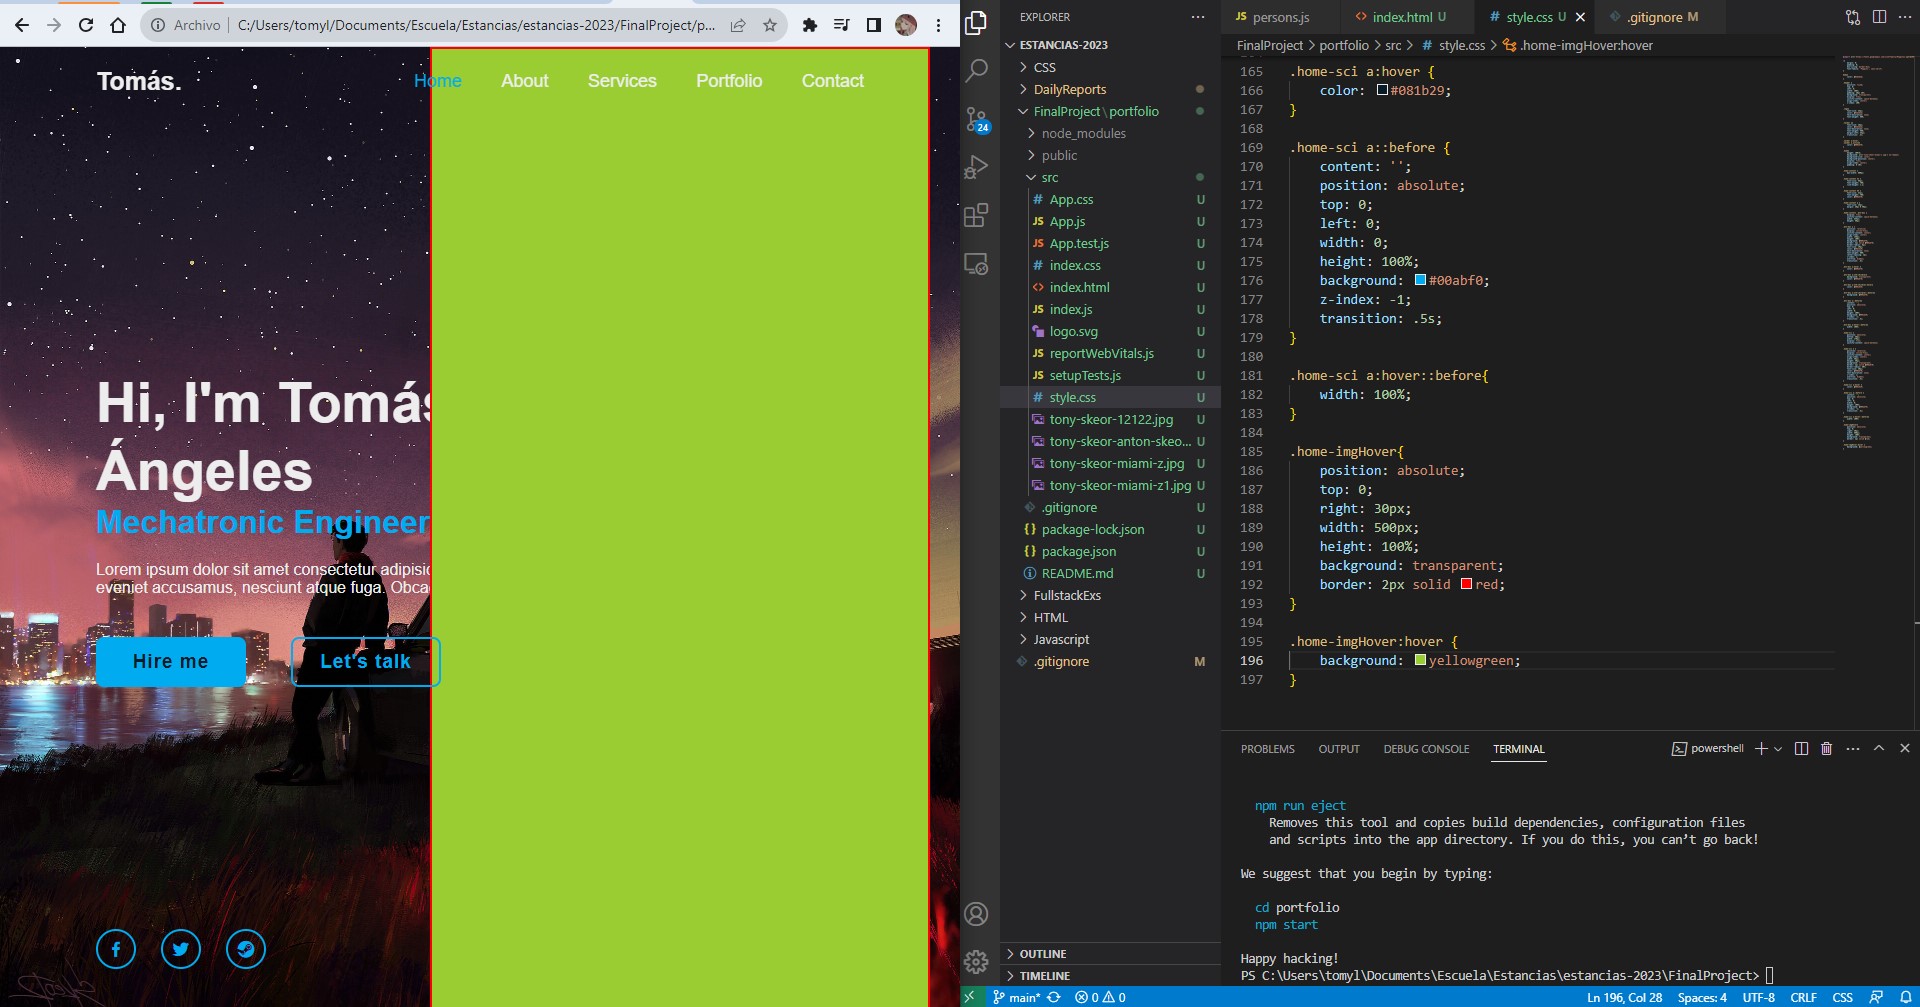 Archivo
C:/Users/tomyl/Documents/Escuela/Estancias/estancias-2023/FinalProject/p...
Tomás.
Home
About
Services
Portfolio
Contact
Hi, I'm Tomás
Ángeles
Mechatronic Engineer
Lorem ipsum dolor sit amet consectetur adipisic
eveniet accusamus, nesciunt atque fuga. Obca
Hire me
Let's talk
EXPLORER
ESTANCIAS-2023
CSS
DailyReports
FinalProject \ portfolio
node_modules
public
src
# App.css U
JS App.js U
JS App.test.js U
# index.css U
<> index.html U
JS index.js U
logo.svg U
JS reportWebVitals.js U
JS setupTests.js U
# style.css U
tony-skeor-12122.jpg U
tony-skeor-anton-skeo... U
tony-skeor-miami-z.jpg U
tony-skeor-miami-z1.jpg U
.gitignore U
{} package-lock.json U
{} package.json U
README.md U
FullstackExs
HTML
Javascript
.gitignore M
24
OUTLINE
TIMELINE
JS persons.js
<> index.html U
# style.css U
.gitignore M
FinalProject > portfolio > src > # style.css > .home-imgHover:hover
165 .home-sci a:hover {
166 color: #081b29;
167 }
168
169 .home-sci a::before {
170 content: '';
171 position: absolute;
172 top: 0;
173 left: 0;
174 width: 0;
175 height: 100%;
176 background: #00abf0;
177 z-index: -1;
178 transition: .5s;
179 }
180
181 .home-sci a:hover::before{
182 width: 100%;
183 }
184
185 .home-imgHover{
186 position: absolute;
187 top: 0;
188 right: 30px;
189 width: 500px;
190 height: 100%;
191 background: transparent;
192 border: 2px solid red;
193 }
194
195 .home-imgHover:hover {
196 background: yellowgreen;
197 }
PROBLEMS
OUTPUT
DEBUG CONSOLE
TERMINAL
powershell
npm run eject
Removes this tool and copies build dependencies, configuration files
and scripts into the app directory. If you do this, you can't go back!
We suggest that you begin by typing:
cd portfolio
npm start
Happy hacking!
PS C:\Users\tomyl\Documents\Escuela\Estancias\estancias-2023\FinalProject>
main*
0
0
Ln 196, Col 28
Spaces: 4
UTF-8
CRLF
CSS